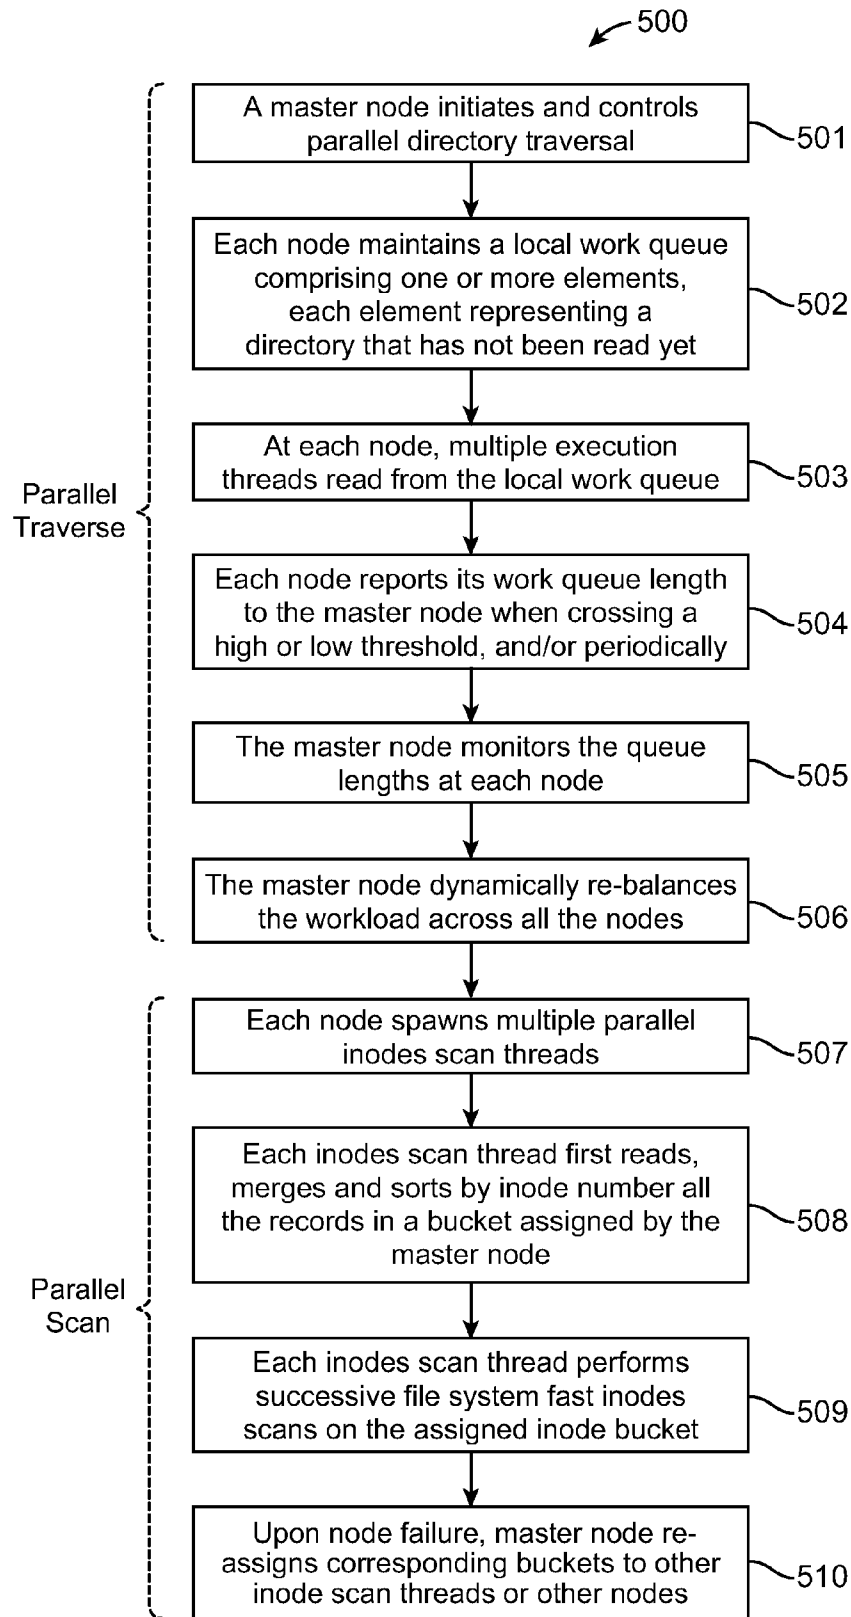 500
A master node initiates and controls
parallel directory traversal
501
Each node maintains a local work queue
comprising one or more elements,
each element representing a
directory that has not been read yet
502
At each node, multiple execution
threads read from the local work queue
503
Parallel
Traverse
Each node reports its work queue length
to the master node when crossing a
high or low threshold, and/or periodically
504
The master node monitors the queue
lengths at each node
505
The master node dynamically re-balances
the workload across all the nodes
506
Each node spawns multiple parallel
inodes scan threads
507
Each inodes scan thread first reads,
merges and sorts by inode number all
the records in a bucket assigned by the
master node
508
Parallel
Scan
Each inodes scan thread performs
successive file system fast inodes
scans on the assigned inode bucket
509
Upon node failure, master node re-
assigns corresponding buckets to other
inode scan threads or other nodes
510